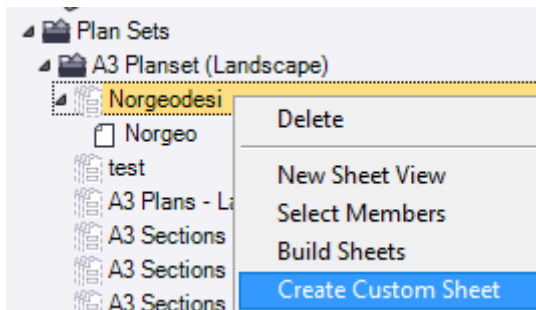 Plan Sets
A3 Planset (Landscape)
Norgeodesi
Norgeo
test
A3 Plans - La
A3 Sections
A3 Sections
A3 Sections
Delete
New Sheet View
Select Members
Build Sheets
Create Custom Sheet